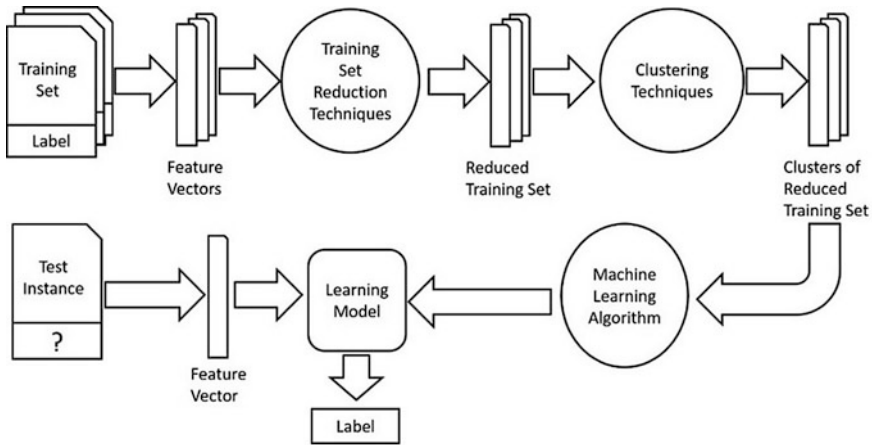 Training
Set
Label
Feature
Vectors
Training
Set
Reduction
Techniques
Reduced
Training Set
Clustering
Techniques
Clusters of
Reduced
Training Set
Test
Instance
?
Feature
Vector
Learning
Model
Label
Machine
Learning
Algorithm